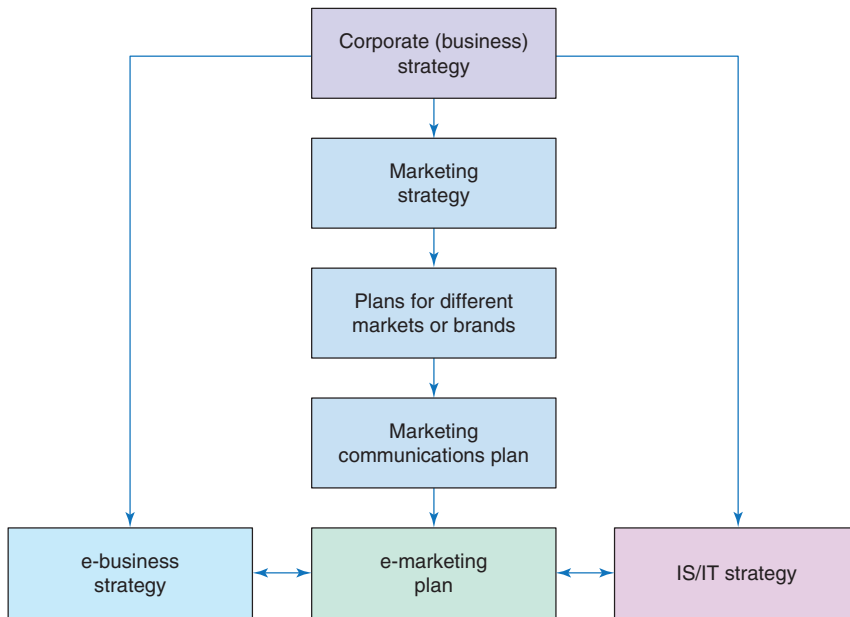 Corporate (business)
strategy
Marketing
strategy
Plans for different
markets or brands
Marketing
communications plan
e-business
strategy
e-marketing
plan
IS/IT strategy